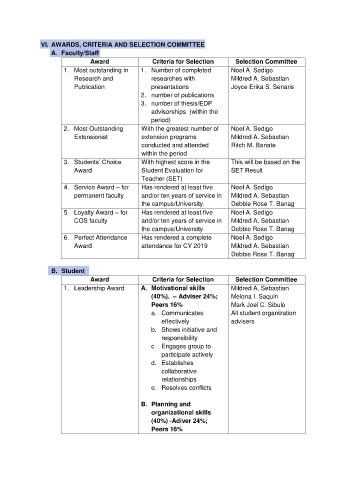 VI. AWARDS, CRITERIA AND SELECTION COMMITTEE
A. Faculty/Staff
Award Criteria for Selection Selection Committee
1. Most outstanding in Research and Publication
1. Number of completed researches with presentations
2. number of publications
3. number of thesis/EDP advisorships (within the period)
Noel A. Sedigo
Mildred A. Sebastian
Joyce Erika S. Senaris
2. Most Outstanding Extensionist
With the greatest number of extension programs conducted and attended within the period
Noel A. Sedigo
Mildred A. Sebastian
Ritch M. Banate
3. Students' Choice Award
With highest score in the Student Evaluation for Teacher (SET)
This will be based on the SET Result
4. Service Award – for permanent faculty
Has rendered at least five and/or ten years of service in the campus/University.
Noel A. Sedigo
Mildred A. Sebastian
Debbie Rose T. Banag
5. Loyalty Award – for COS faculty
Has rendered at least five and/or ten years of service in the campus/University.
Noel A. Sedigo
Mildred A. Sebastian
Debbie Rose T. Banag
6. Perfect Attendance Award
Has rendered a complete attendance for CY 2019
Noel A. Sedigo
Mildred A. Sebastian
Debbie Rose T. Banag
B. Student
Award Criteria for Selection Selection Committee
1. Leadership Award
A. Motivational skills (40%). – Adviser 24%; Peers 16%
a. Communicates effectively
b. Shows initiative and responsibility
c. Engages group to participate actively
d. Establishes collaborative relationships
e. Resolves conflicts
B. Planning and organizational skills (40%) -Adiver 24%; Peers 16%
Mildred A. Sebastian
Melona I. Saquin
Mark Joel C. Sibulo
All student organization advisers